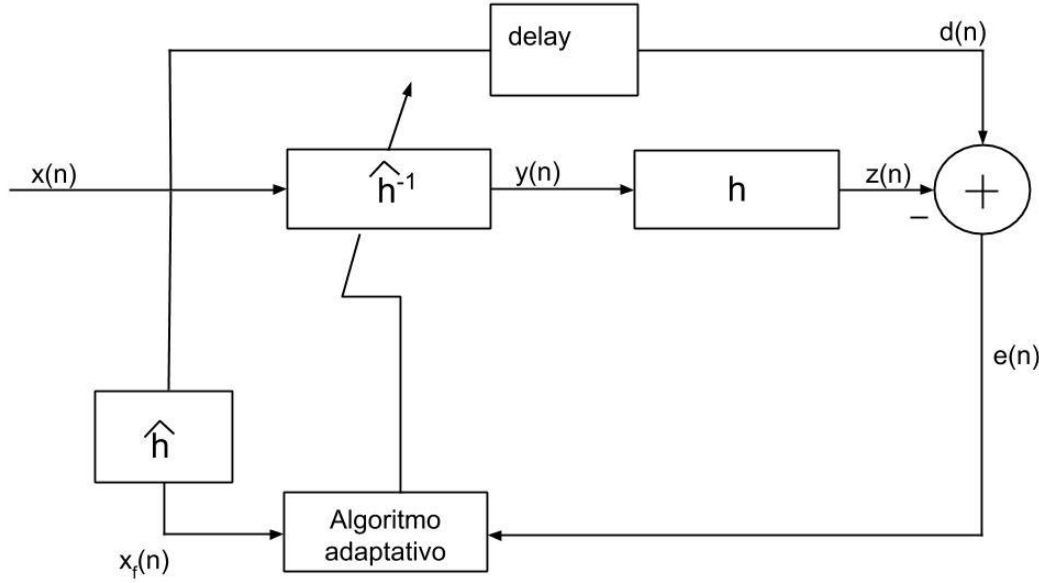 delay
d(n)
x(n)
ĥ⁻¹
y(n)
h
z(n)
+
−
e(n)
ĥ
Algoritmo
adaptativo
x_f(n)